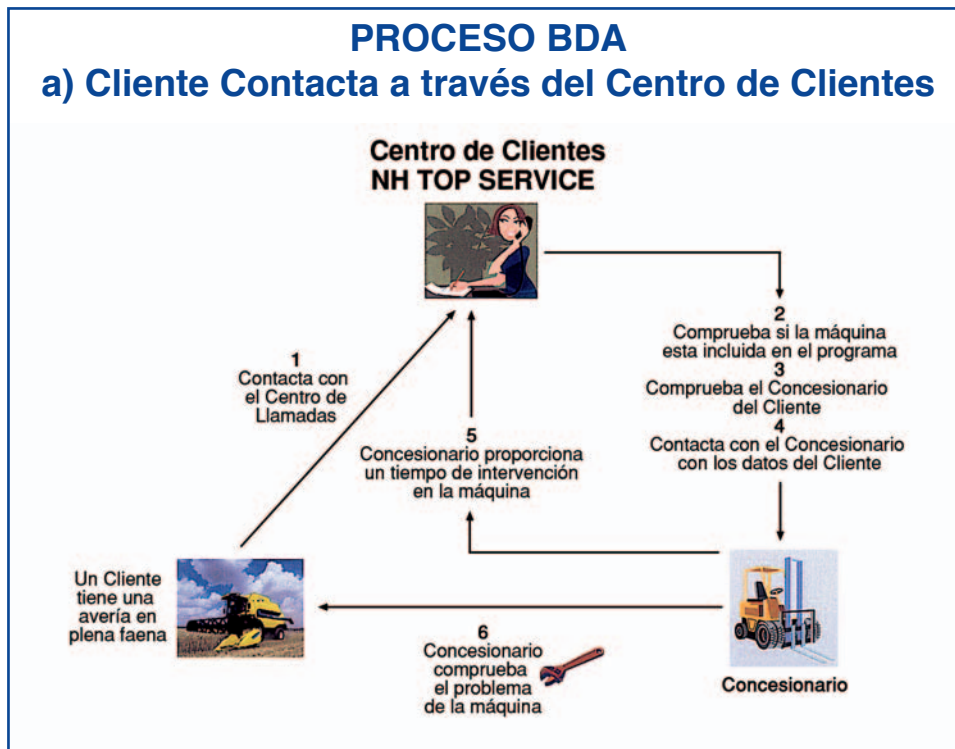 PROCESO BDA
a) Cliente Contacta a través del Centro de Clientes
Centro de Clientes
NH TOP SERVICE
1
Contacta con
el Centro de
Llamadas
2
Comprueba si la máquina
esta incluida en el programa
3
Comprueba el Concesionario
del Cliente
4
Contacta con el Concesionario
con los datos del Cliente
5
Concesionario proporciona
un tiempo de intervención
en la máquina
Un Cliente
tiene una
avería en
plena faena
6
Concesionario
comprueba
el problema
de la máquina
Concesionario